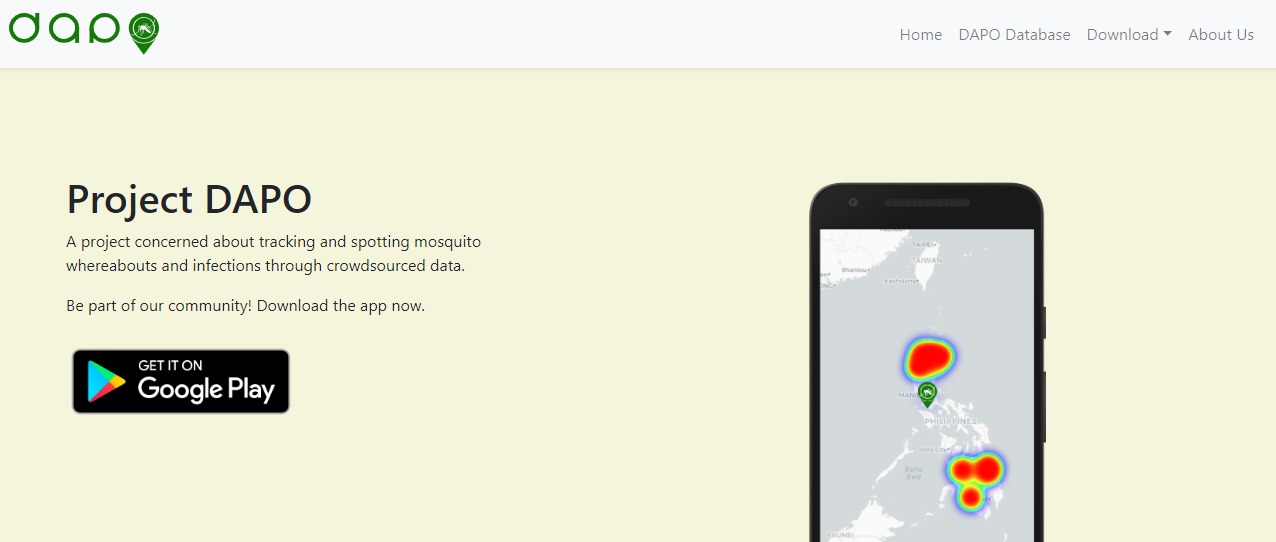 dapo
Home DAPO Database Download About Us
Project DAPO
A project concerned about tracking and spotting mosquito
whereabouts and infections through crowdsourced data.
Be part of our community! Download the app now.
GET IT ON
Google Play
TAIPEI
TAIWAN
Shantou
Kaohsiung
PHILIPPINES
Iloilo City
Sulu
Sea
BRUNEI